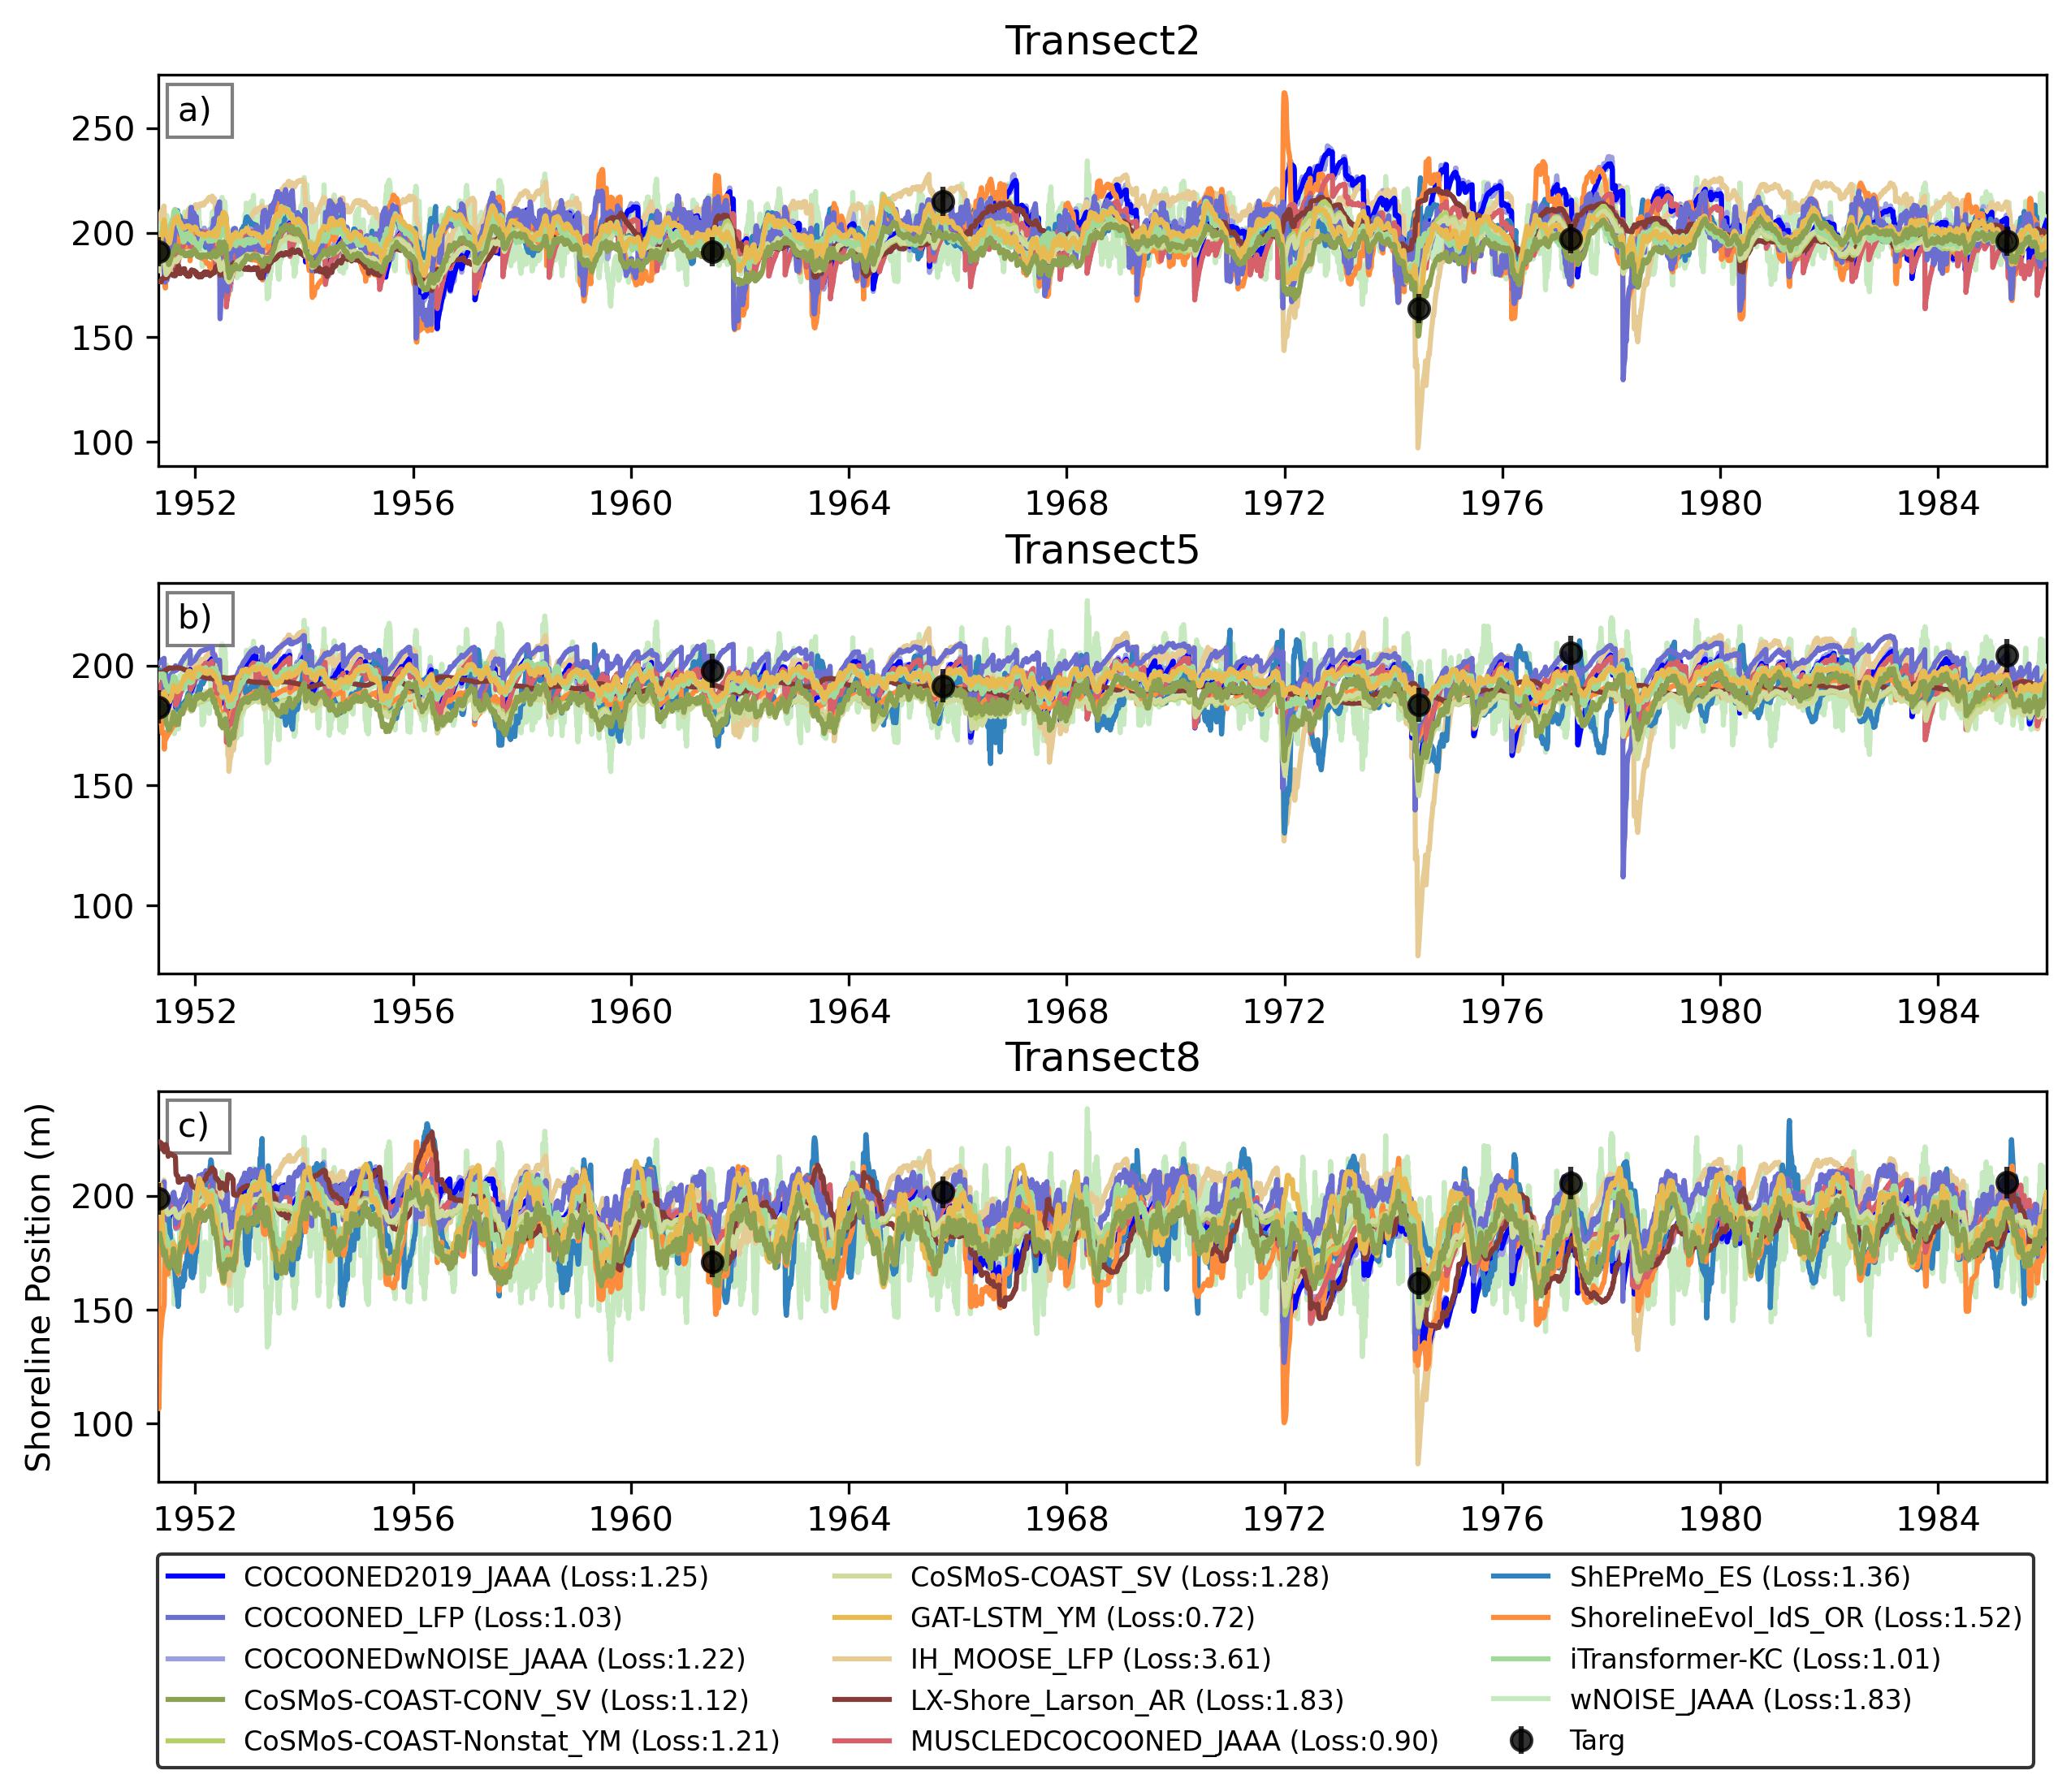 Transect2
a)
250
200
150
100
1952 1956 1960 1964 1968 1972 1976 1980 1984
Transect5
b)
200
150
100
1952 1956 1960 1964 1968 1972 1976 1980 1984
Transect8
c)
Shoreline Position (m)
200
150
100
1952 1956 1960 1964 1968 1972 1976 1980 1984
COCOONED2019_JAAA (Loss:1.25)
COCOONED_LFP (Loss:1.03)
COCOONEDwNOISE_JAAA (Loss:1.22)
CoSMoS-COAST-CONV_SV (Loss:1.12)
CoSMoS-COAST-Nonstat_YM (Loss:1.21)
CoSMoS-COAST_SV (Loss:1.28)
GAT-LSTM_YM (Loss:0.72)
IH_MOOSE_LFP (Loss:3.61)
LX-Shore_Larson_AR (Loss:1.83)
MUSCLEDCOCOONED_JAAA (Loss:0.90)
ShEPreMo_ES (Loss:1.36)
ShorelineEvol_IdS_OR (Loss:1.52)
iTransformer-KC (Loss:1.01)
wNOISE_JAAA (Loss:1.83)
Targ